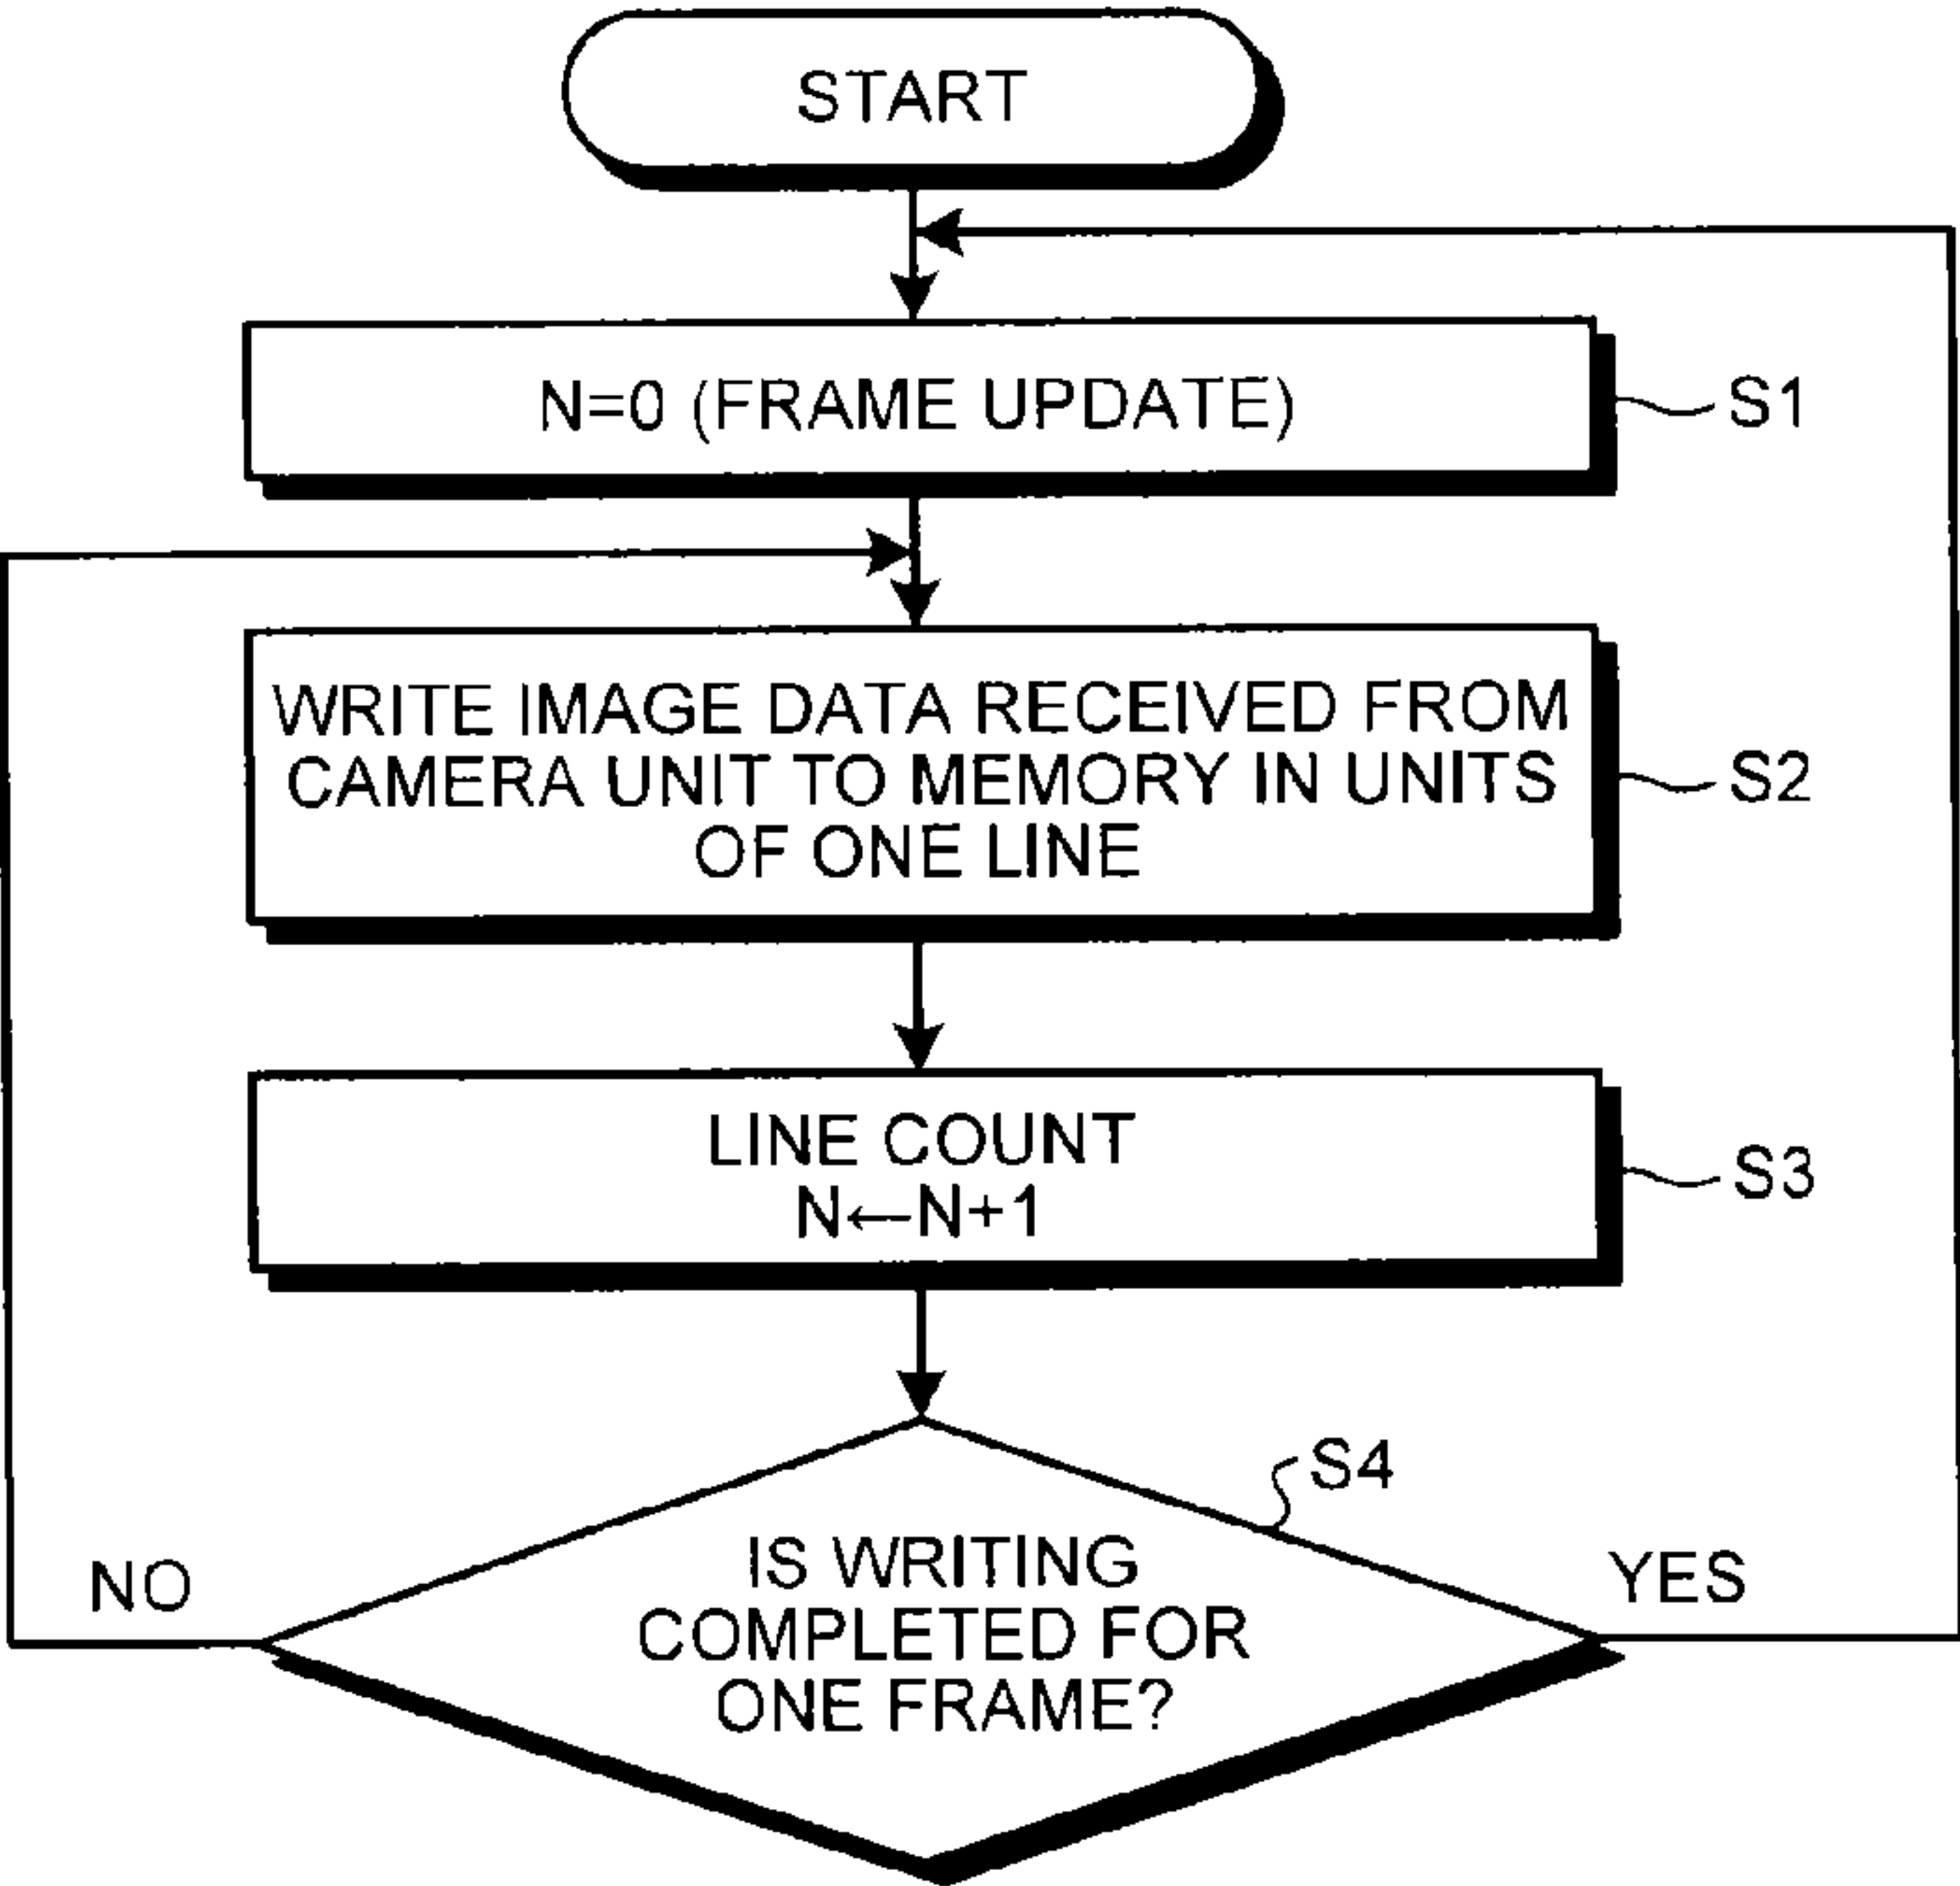 START
N=0 (FRAME UPDATE)
S1
WRITE IMAGE DATA RECEIVED FROM
CAMERA UNIT TO MEMORY IN UNITS
OF ONE LINE
S2
LINE COUNT
N←N+1
S3
S4
IS WRITING
COMPLETED FOR
ONE FRAME?
NO
YES